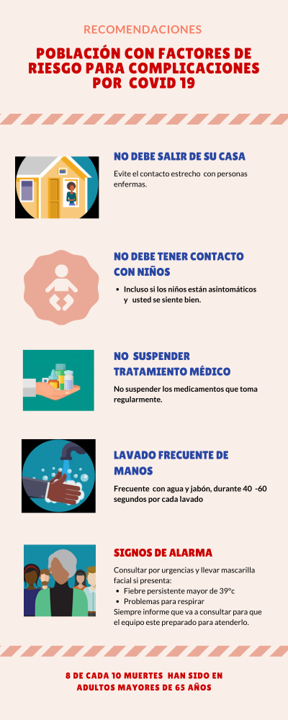 RECOMENDACIONES
POBLACIÓN CON FACTORES DE
RIESGO PARA COMPLICACIONES
POR COVID 19
NO DEBE SALIR DE SU CASA
Evite el contacto estrecho con personas
enfermas.
NO DEBE TENER CONTACTO
CON NIÑOS
• Incluso si los niños están asintomáticos
y usted se siente bien.
NO SUSPENDER
TRATAMIENTO MÉDICO
No suspender los medicamentos que toma
regularmente.
LAVADO FRECUENTE DE
MANOS
Frecuente con agua y jabón, durante 40 -60
segundos por cada lavado
SIGNOS DE ALARMA
Consultar por urgencias y llevar mascarilla
facial si presenta:
• Fiebre persistente mayor de 39°c
• Problemas para respirar
Siempre informe que va a consultar para que
el equipo este preparado para atenderlo.
8 DE CADA 10 MUERTES HAN SIDO EN
ADULTOS MAYORES DE 65 AÑOS